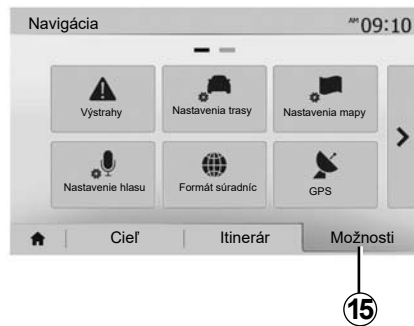 Navigácia
AM 09:10
Výstrahy
Nastavenia trasy
Nastavenia mapy
Nastavenie hlasu
Formát súradníc
GPS
Cieľ
Itinerár
Možnosti
15